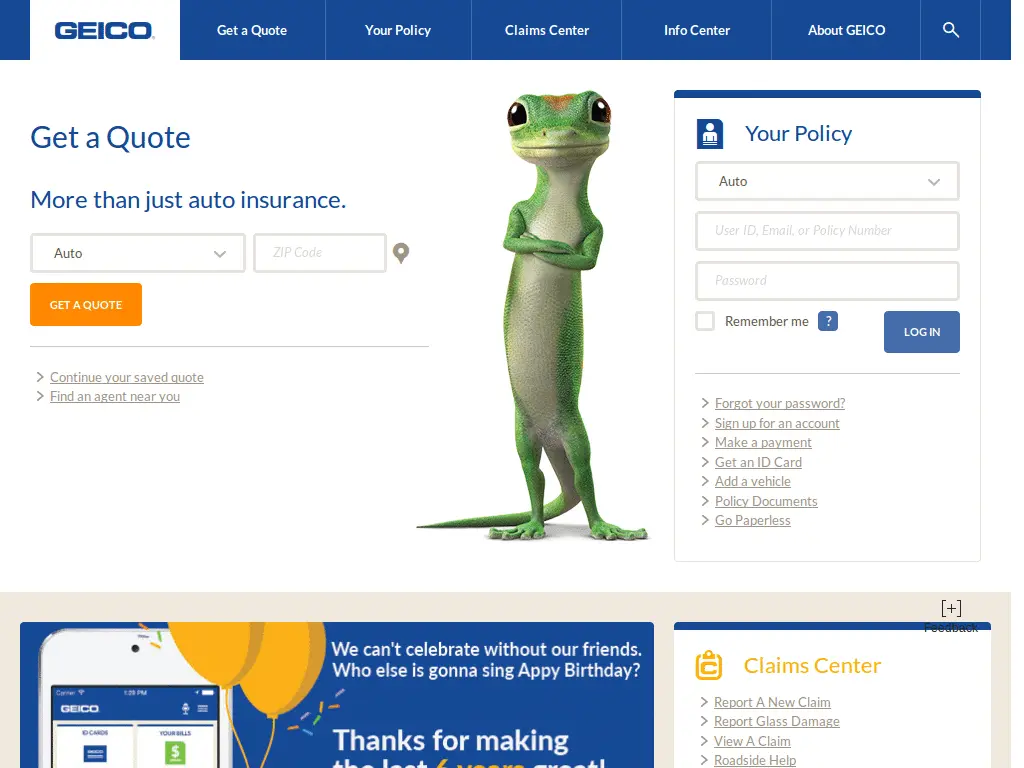 GEICO
Get a Quote
Your Policy
Claims Center
Info Center
About GEICO
Get a Quote
More than just auto insurance.
Auto
ZIP Code
GET A QUOTE
Continue your saved quote
Find an agent near you
Your Policy
Auto
User ID, Email, or Policy Number
Password
Remember me ?
LOG IN
Forgot your password?
Sign up for an account
Make a payment
Get an ID Card
Add a vehicle
Policy Documents
Go Paperless
[+]
Feedback
We can't celebrate without our friends.
Who else is gonna sing Appy Birthday?
Thanks for making
the last 6 years great!
Carrier 1:29 PM
GEICO
ID CARDS
YOUR BILLS
GEICO
$
Claims Center
Report A New Claim
Report Glass Damage
View A Claim
Roadside Help